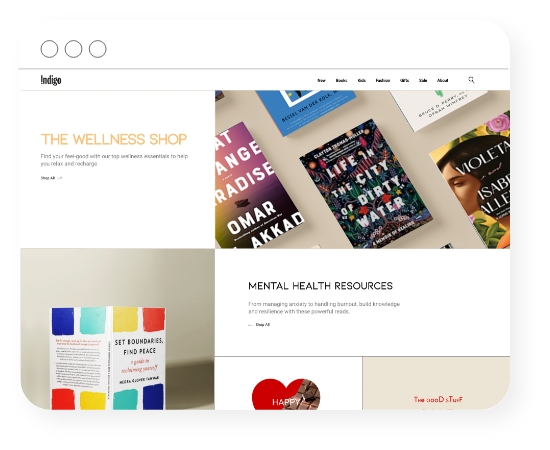 !ndigo
New Books Kids Fashion Gifts Sale About
THE WELLNESS SHOP
Find your feel-good with our top wellness essentials to help
you relax and recharge
Shop All
BESSEL VAN DER KOLK, M
BRUCE D. PERRY,
OPRAH WINFREY
AT
ANGE
RADISE
OMAR
AKKAD
CLAYTON THOMAS-MÜLLER
LIFE IN
THE CITY
OF DIRTY
WATER
A MEMOIR OF HEALING
VIOLETA
a novel
ISABE
ALLE
MENTAL HEALTH RESOURCES
From managing anxiety to handling burnout, build knowledge
and resilience with these powerful reads.
Shop All
SET BOUNDARIES,
FIND PEACE
a guide to
reclaiming yourself
NEDRA GLOVER TAWWAB
HAPPY
THE GOOD STUFF